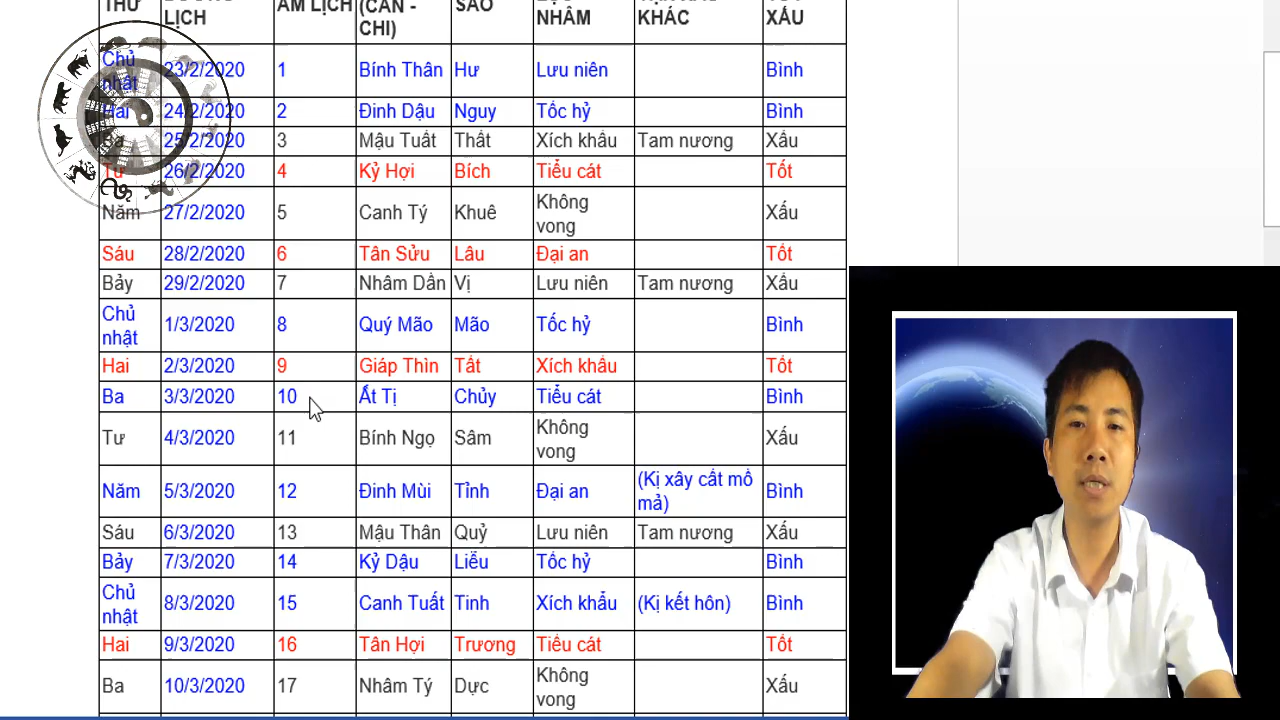 THỨ LỊCH ÂM LỊCH (CAN - CHI) SAO NHÂM KHÁC XẤU
Chủ nhật 23/2/2020 1 Bính Thân Hư Lưu niên Bình
Hai 24/2/2020 2 Đinh Dậu Nguy Tốc hỷ Bình
Ba 25/2/2020 3 Mậu Tuất Thất Xích khẩu Tam nương Xấu
Tư 26/2/2020 4 Kỷ Hợi Bích Tiểu cát Tốt
Năm 27/2/2020 5 Canh Tý Khuê Không vong Xấu
Sáu 28/2/2020 6 Tân Sửu Lâu Đại an Tốt
Bảy 29/2/2020 7 Nhâm Dần Vị Lưu niên Tam nương Xấu
Chủ nhật 1/3/2020 8 Quý Mão Mão Tốc hỷ Bình
Hai 2/3/2020 9 Giáp Thìn Tất Xích khẩu Tốt
Ba 3/3/2020 10 Ất Tị Chủy Tiểu cát Bình
Tư 4/3/2020 11 Bính Ngọ Sâm Không vong Xấu
Năm 5/3/2020 12 Đinh Mùi Tỉnh Đại an (Kị xây cất mồ mả) Bình
Sáu 6/3/2020 13 Mậu Thân Quỷ Lưu niên Tam nương Xấu
Bảy 7/3/2020 14 Kỷ Dậu Liễu Tốc hỷ Bình
Chủ nhật 8/3/2020 15 Canh Tuất Tinh Xích khẩu (Kị kết hôn) Bình
Hai 9/3/2020 16 Tân Hợi Trương Tiểu cát Tốt
Ba 10/3/2020 17 Nhâm Tý Dực Không vong Xấu